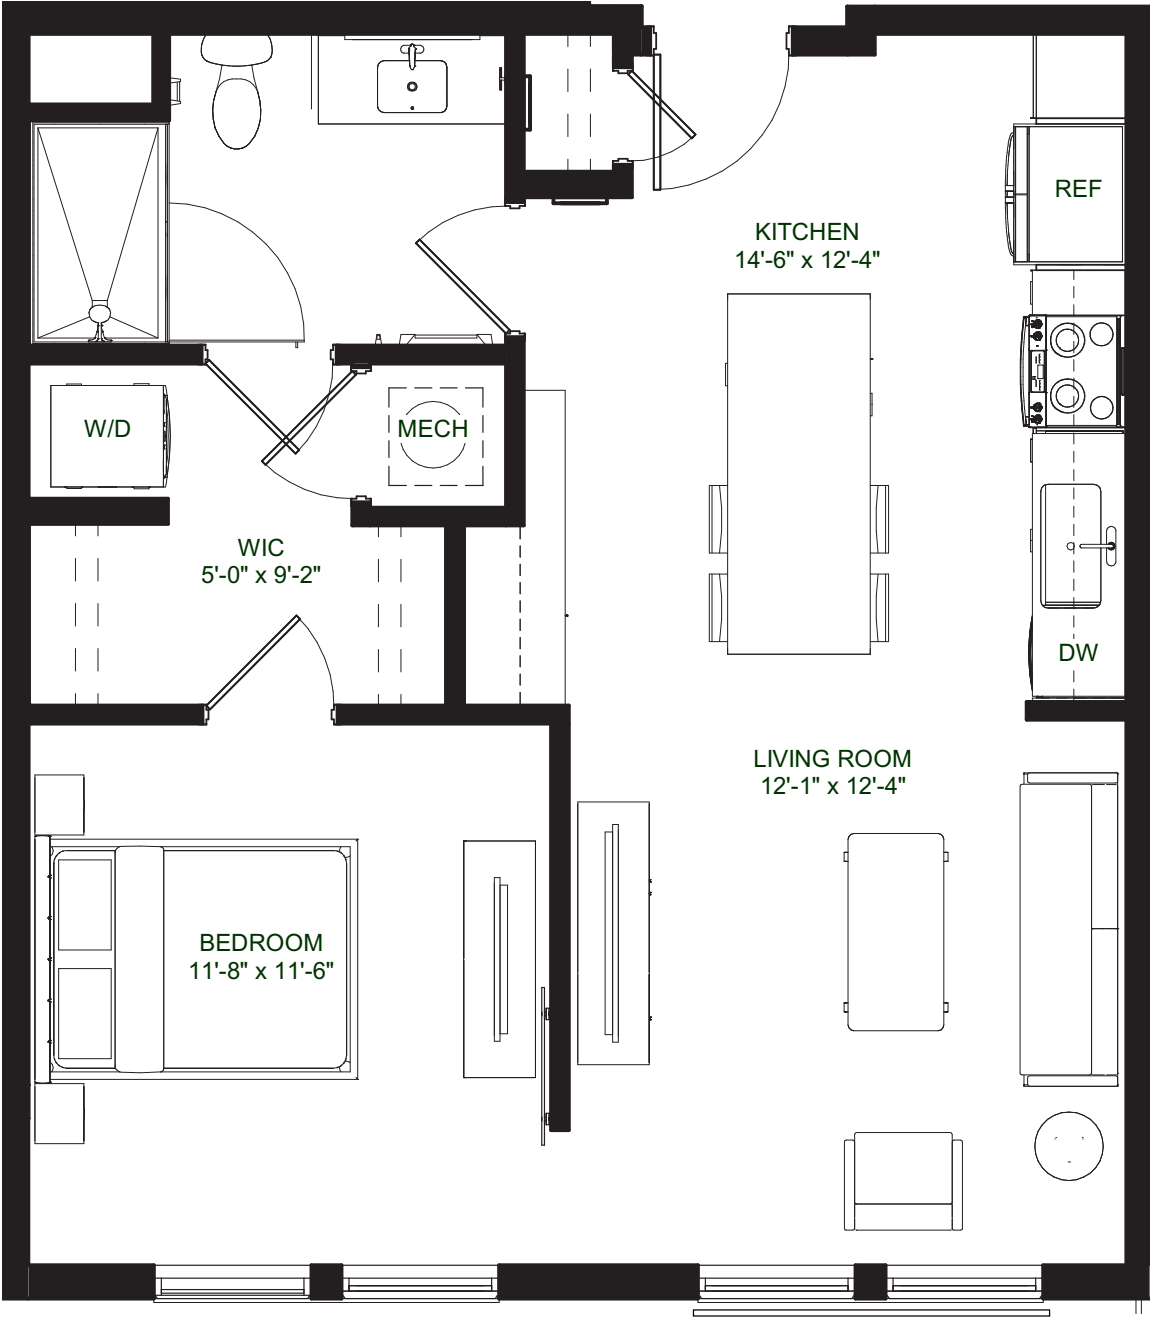 REF
KITCHEN
14'-6" x 12'-4"
W/D
MECH
WIC
5'-0" x 9'-2"
DW
LIVING ROOM
12'-1" x 12'-4"
BEDROOM
11'-8" x 11'-6"